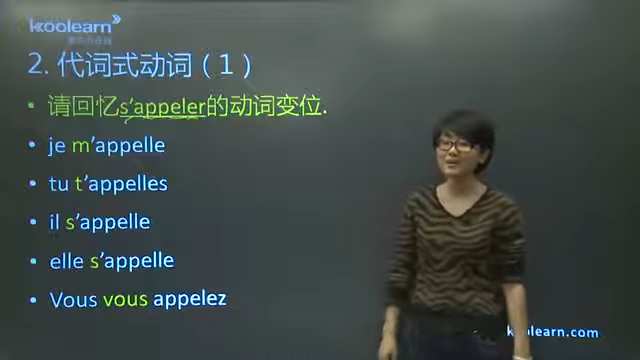 koolearn
2. 代词式动词（1）
• 请回忆s'appeler的动词变位.
• je m'appelle
• tu t'appelles
• il s'appelle
• elle s'appelle
• Vous vous appelez
koolearn.com